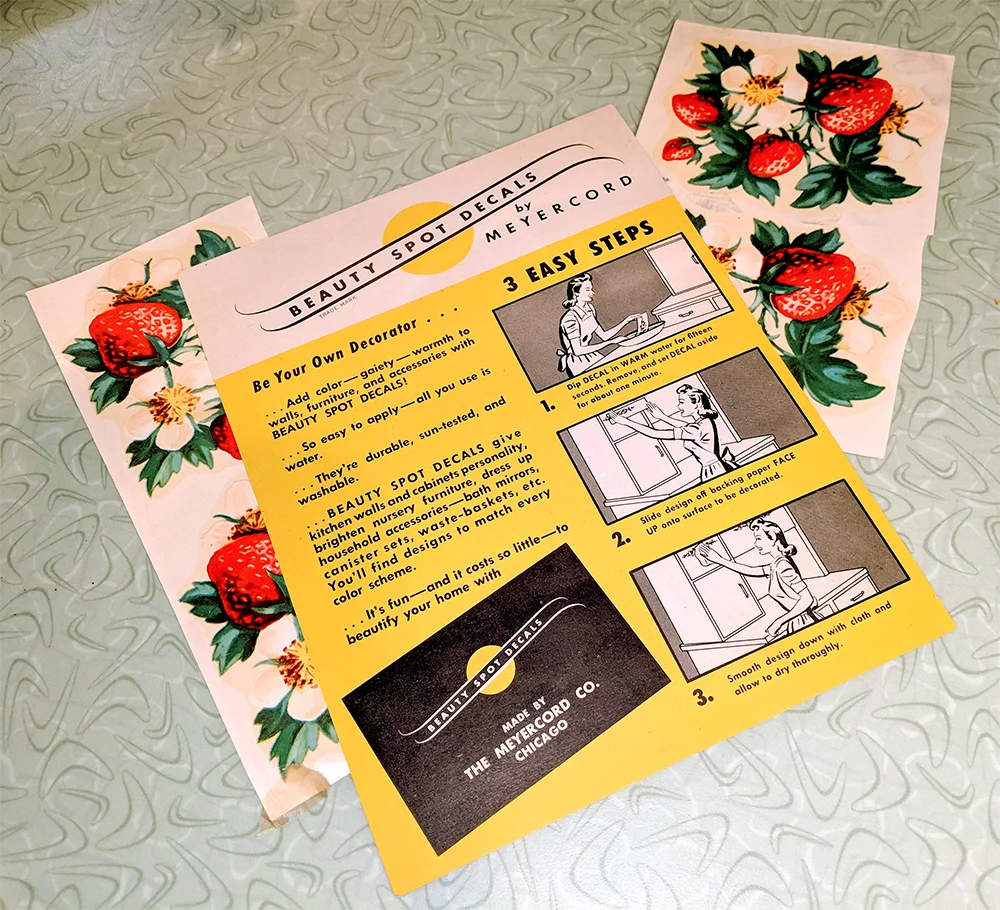 BEAUTY SPOT DECALS
TRADE MARK
by
MEYERCORD
Be Your Own Decorator . . .
. . . Add color—gaiety—warmth to
walls, furniture, and accessories with
BEAUTY SPOT DECALS!
. . . So easy to apply—all you use is
water.
. . . They're durable, sun-tested, and
washable.
. . . BEAUTY SPOT DECALS give
kitchen walls and cabinets personality,
brighten nursery furniture, dress up
household accessories—bath mirrors,
canister sets, waste-baskets, etc.
You'll find designs to match every
color scheme.
. . . It's fun—and it costs so little—to
beautify your home with
BEAUTY SPOT DECALS
MADE BY
THE MEYERCORD CO.
CHICAGO
3 EASY STEPS
1.
Dip DECAL in WARM water for fifteen
seconds. Remove, and set DECAL aside
for about one minute.
2.
Slide design off backing paper FACE
UP onto surface to be decorated.
3.
Smooth design down with cloth and
allow to dry thoroughly.